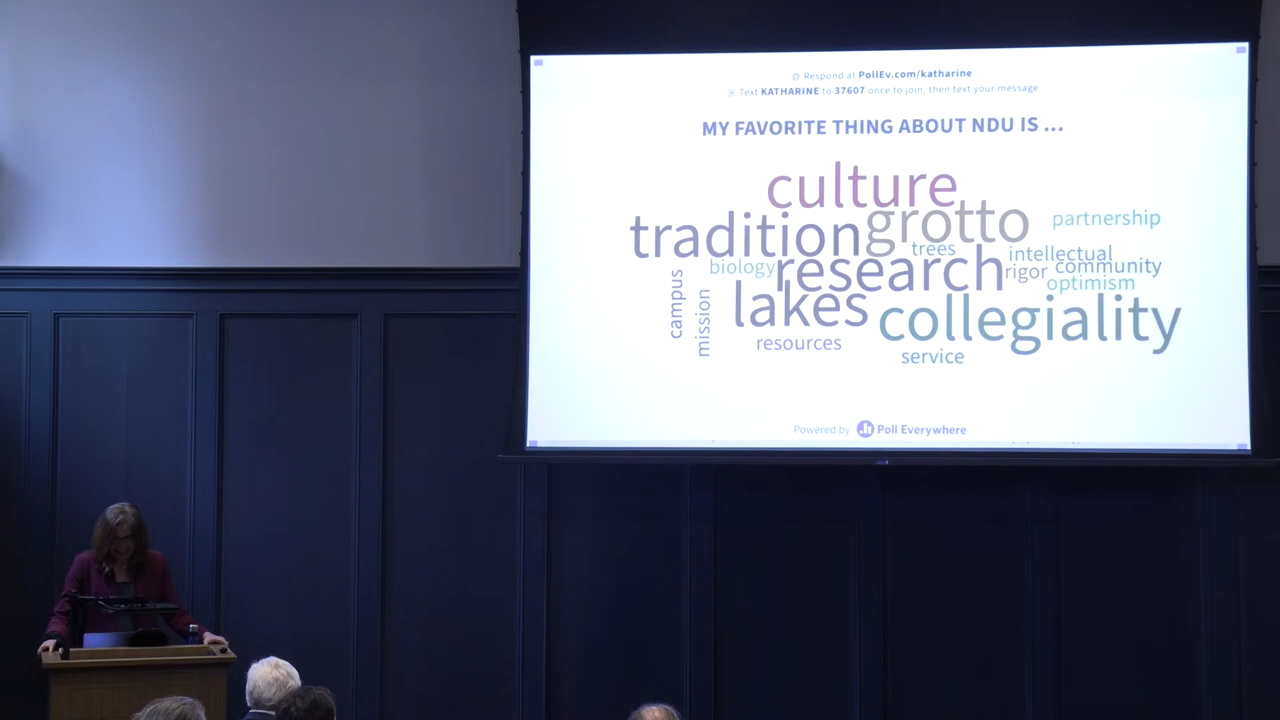 Respond at PollEv.com/katharine
Text KATHARINE to 37607 once to join, then text your message
MY FAVORITE THING ABOUT NDU IS ...
culture
tradition
grotto
partnership
trees
intellectual
biology
research
rigor
community
optimism
campus
mission
lakes
collegiality
resources
service
Powered by Poll Everywhere